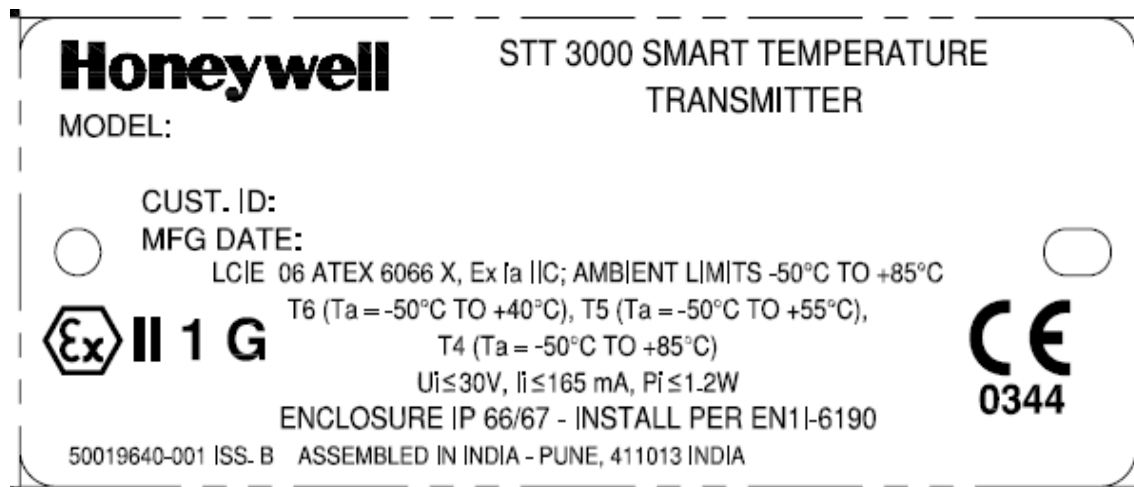 Honeywell
STT 3000 SMART TEMPERATURE
TRANSMITTER
MODEL:
CUST. ID:
MFG DATE:
LCIE 06 ATEX 6066 X, Ex ia IIC; AMBIENT LIMITS -50°C TO +85°C
T6 (Ta = -50°C TO +40°C), T5 (Ta = -50°C TO +55°C),
T4 (Ta = -50°C TO +85°C)
Ui≤30V, Ii≤165 mA, Pi≤1.2W
Ex II 1 G
CE
0344
ENCLOSURE IP 66/67 - INSTALL PER EN1I-6190
50019640-001 ISS. B ASSEMBLED IN INDIA - PUNE, 411013 INDIA